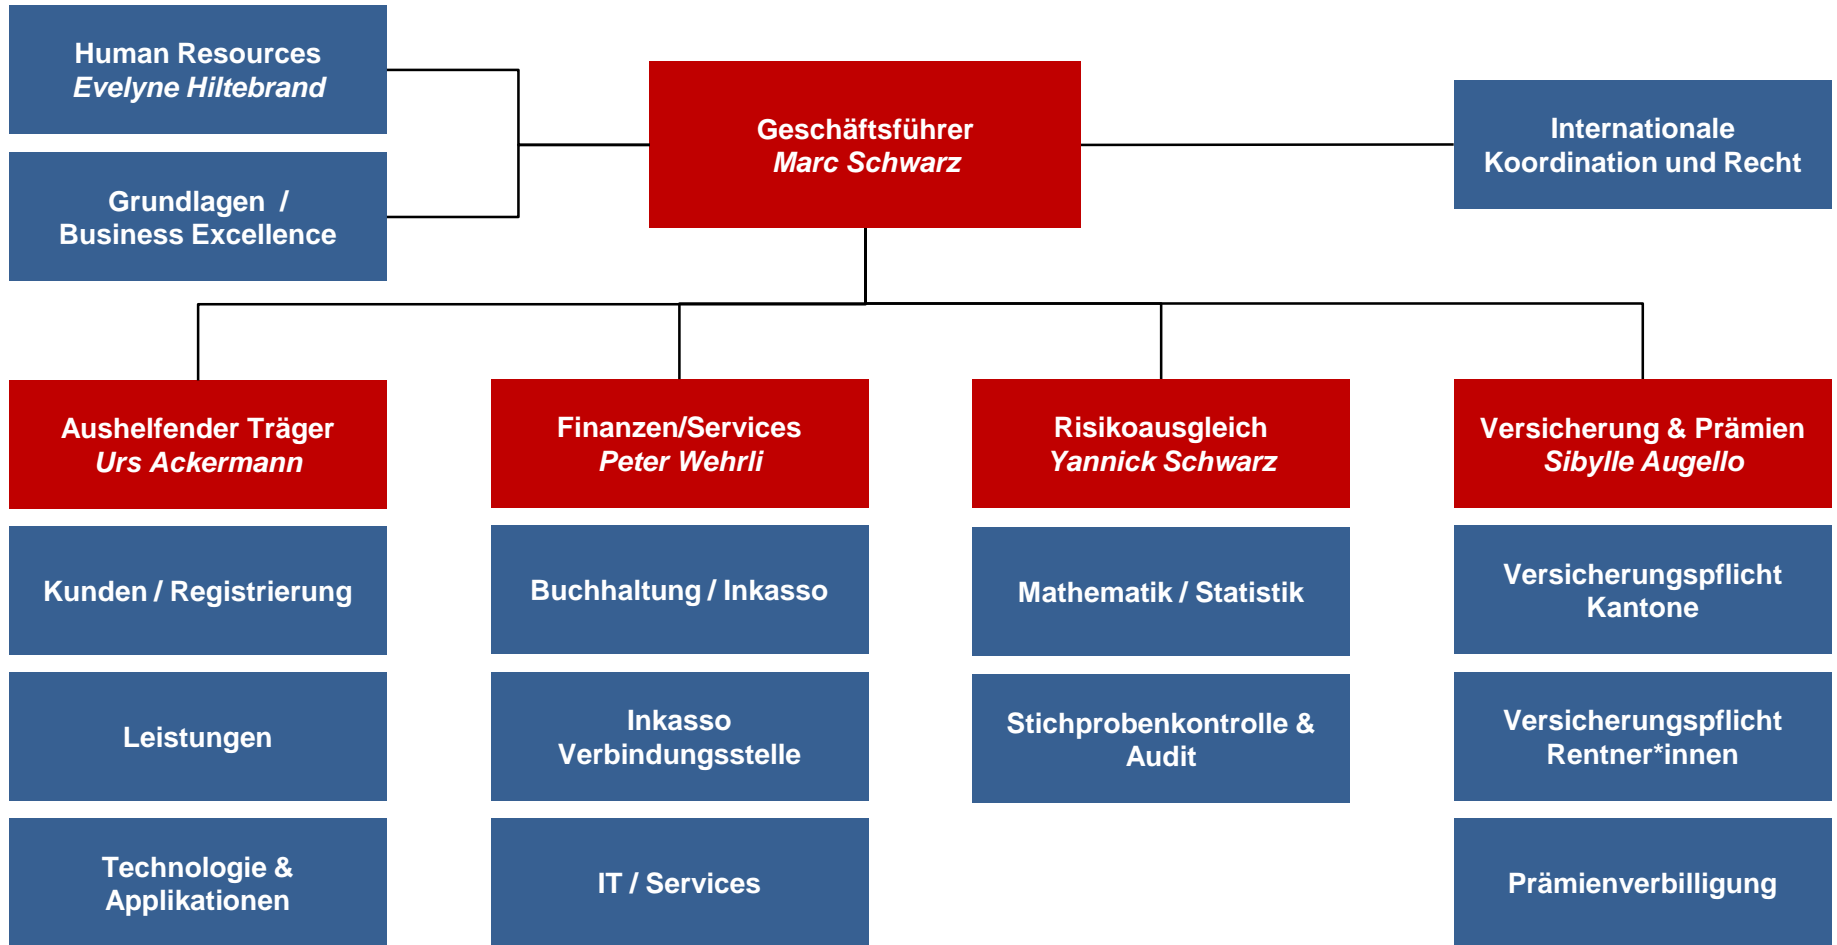 Human Resources
Evelyne Hiltebrand
Grundlagen /
Business Excellence
Geschäftsführer
Marc Schwarz
Internationale
Koordination und Recht
Aushelfender Träger
Urs Ackermann
Kunden / Registrierung
Leistungen
Technologie &
Applikationen
Finanzen/Services
Peter Wehrli
Buchhaltung / Inkasso
Inkasso
Verbindungsstelle
IT / Services
Risikoausgleich
Yannick Schwarz
Mathematik / Statistik
Stichprobenkontrolle &
Audit
Versicherung & Prämien
Sibylle Augello
Versicherungspflicht
Kantone
Versicherungspflicht
Rentner*innen
Prämienverbilligung